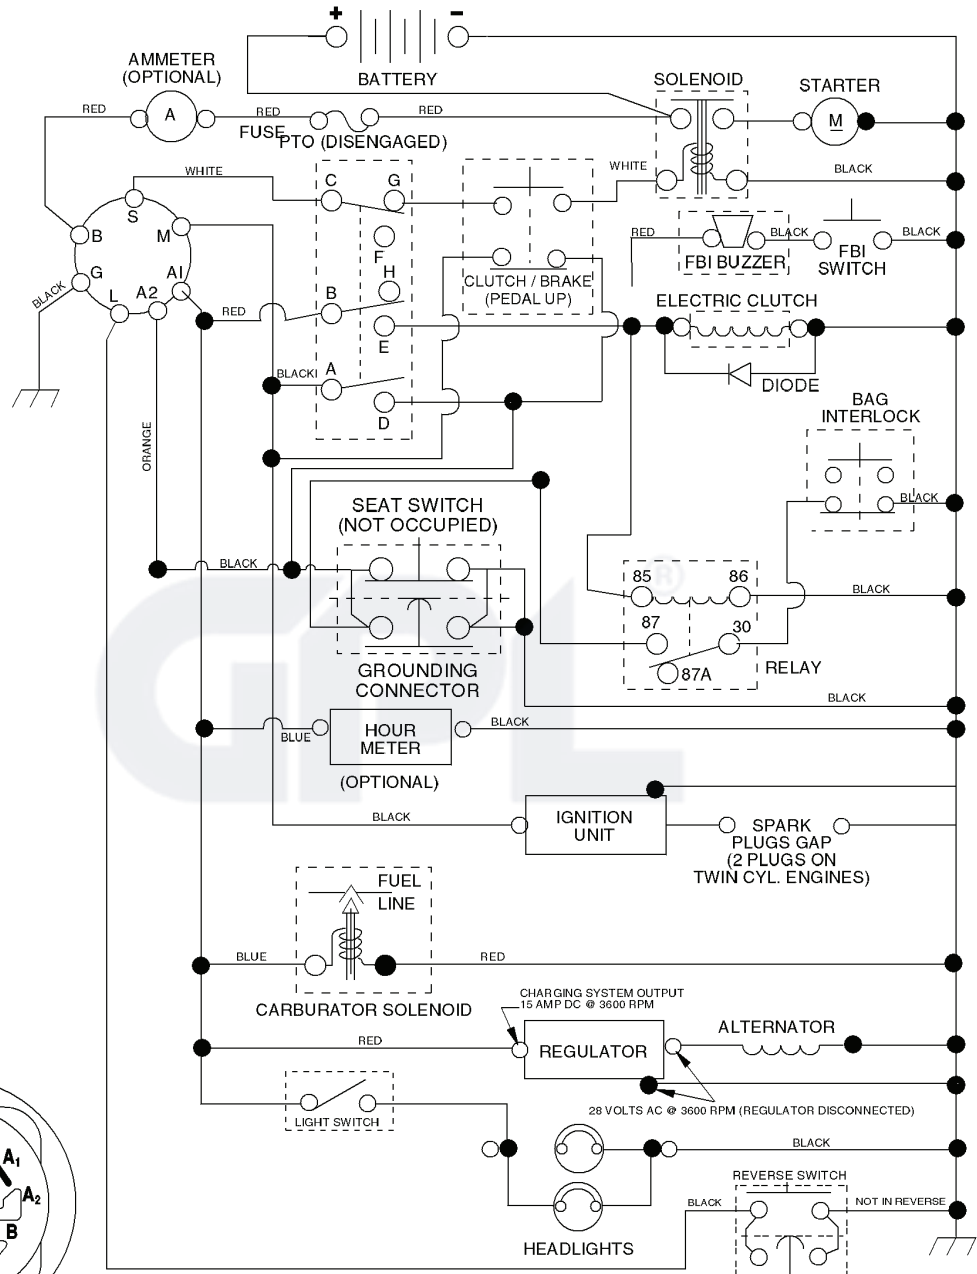 + -
BATTERY
AMMETER
(OPTIONAL)
SOLENOID
STARTER
RED
A
RED
RED
FUSE
PTO (DISENGAGED)
M
WHITE
WHITE
BLACK
C
G
S
M
B
G
L
A2
A1
F
H
RED
BLACK
BLACK
FBI BUZZER
FBI
SWITCH
CLUTCH / BRAKE
(PEDAL UP)
BLACK
RED
B
E
ELECTRIC CLUTCH
DIODE
BLACK
A
D
BAG
INTERLOCK
ORANGE
BLACK
SEAT SWITCH
(NOT OCCUPIED)
BLACK
®
85
86
BLACK
87
30
87A
RELAY
GPL
GROUNDING
CONNECTOR
BLACK
BLUE
HOUR
METER
BLACK
(OPTIONAL)
BLACK
IGNITION
UNIT
SPARK
PLUGS GAP
(2 PLUGS ON
TWIN CYL. ENGINES)
FUEL
LINE
BLUE
RED
CARBURATOR SOLENOID
CHARGING SYSTEM OUTPUT
15 AMP DC @ 3600 RPM
RED
REGULATOR
ALTERNATOR
28 VOLTS AC @ 3600 RPM (REGULATOR DISCONNECTED)
LIGHT SWITCH
BLACK
A1
A2
B
REVERSE SWITCH
BLACK
NOT IN REVERSE
HEADLIGHTS